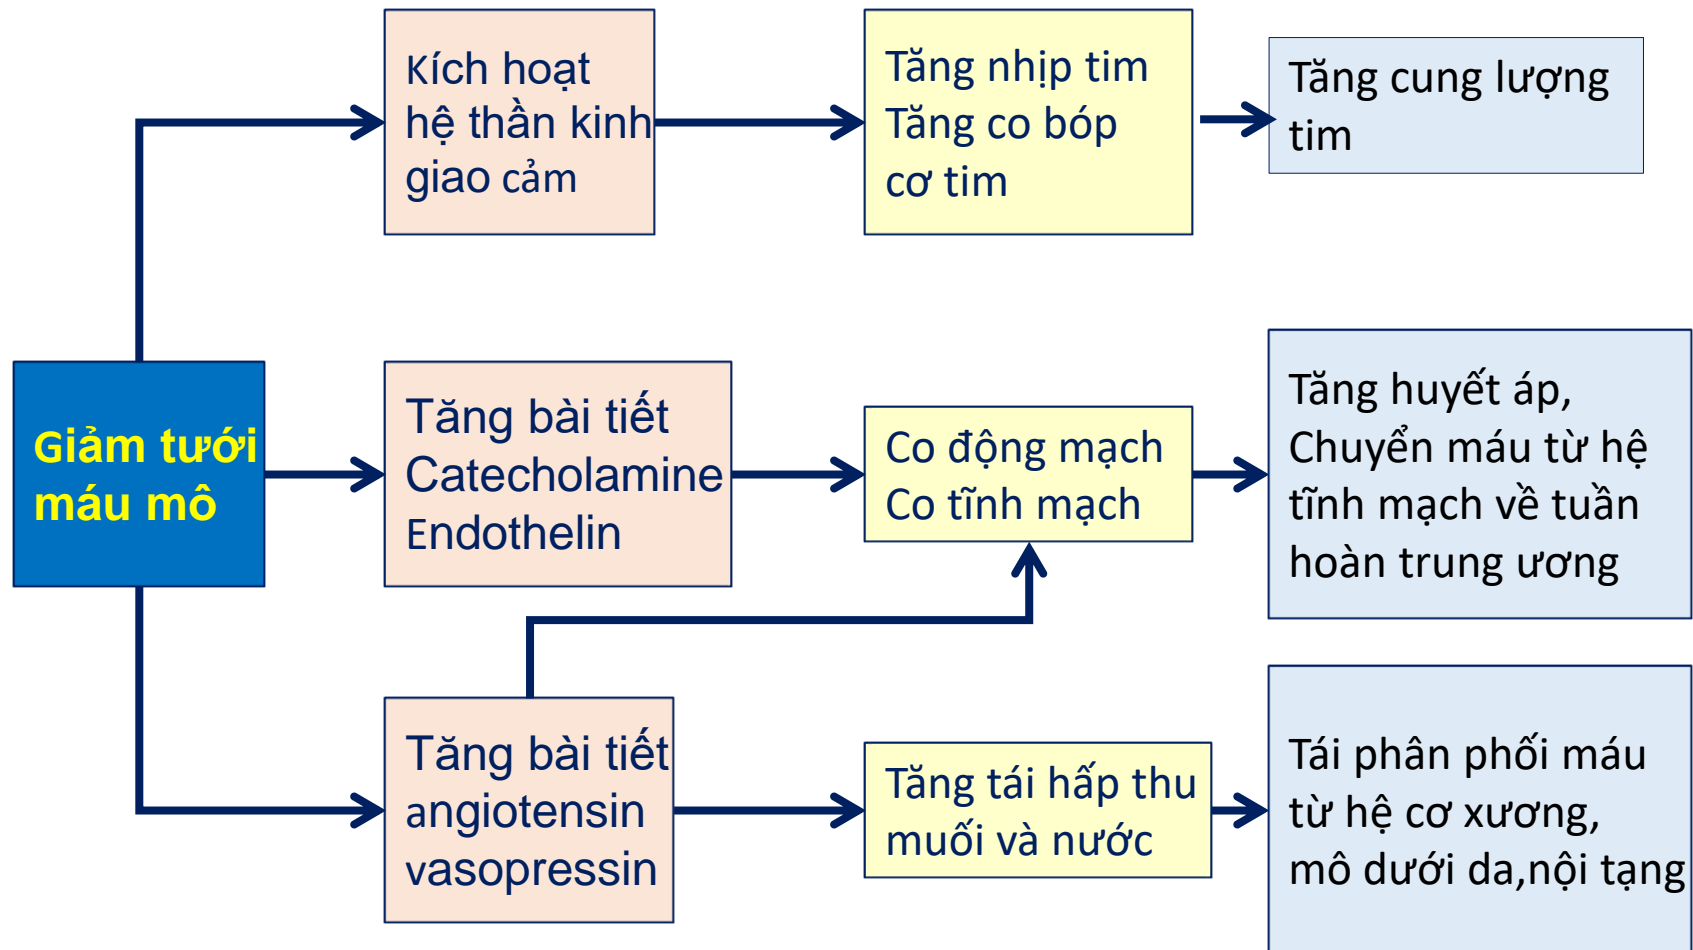 Kích hoạt
hệ thần kinh
giao cảm
Tăng nhịp tim
Tăng co bóp
cơ tim
Tăng cung lượng
tim
Giảm tưới
máu mô
Tăng bài tiết
Catecholamine
Endothelin
Co động mạch
Co tĩnh mạch
Tăng huyết áp,
Chuyển máu từ hệ
tĩnh mạch về tuần
hoàn trung ương
Tăng bài tiết
angiotensin
vasopressin
Tăng tái hấp thu
muối và nước
Tái phân phối máu
từ hệ cơ xương,
mô dưới da,nội tạng